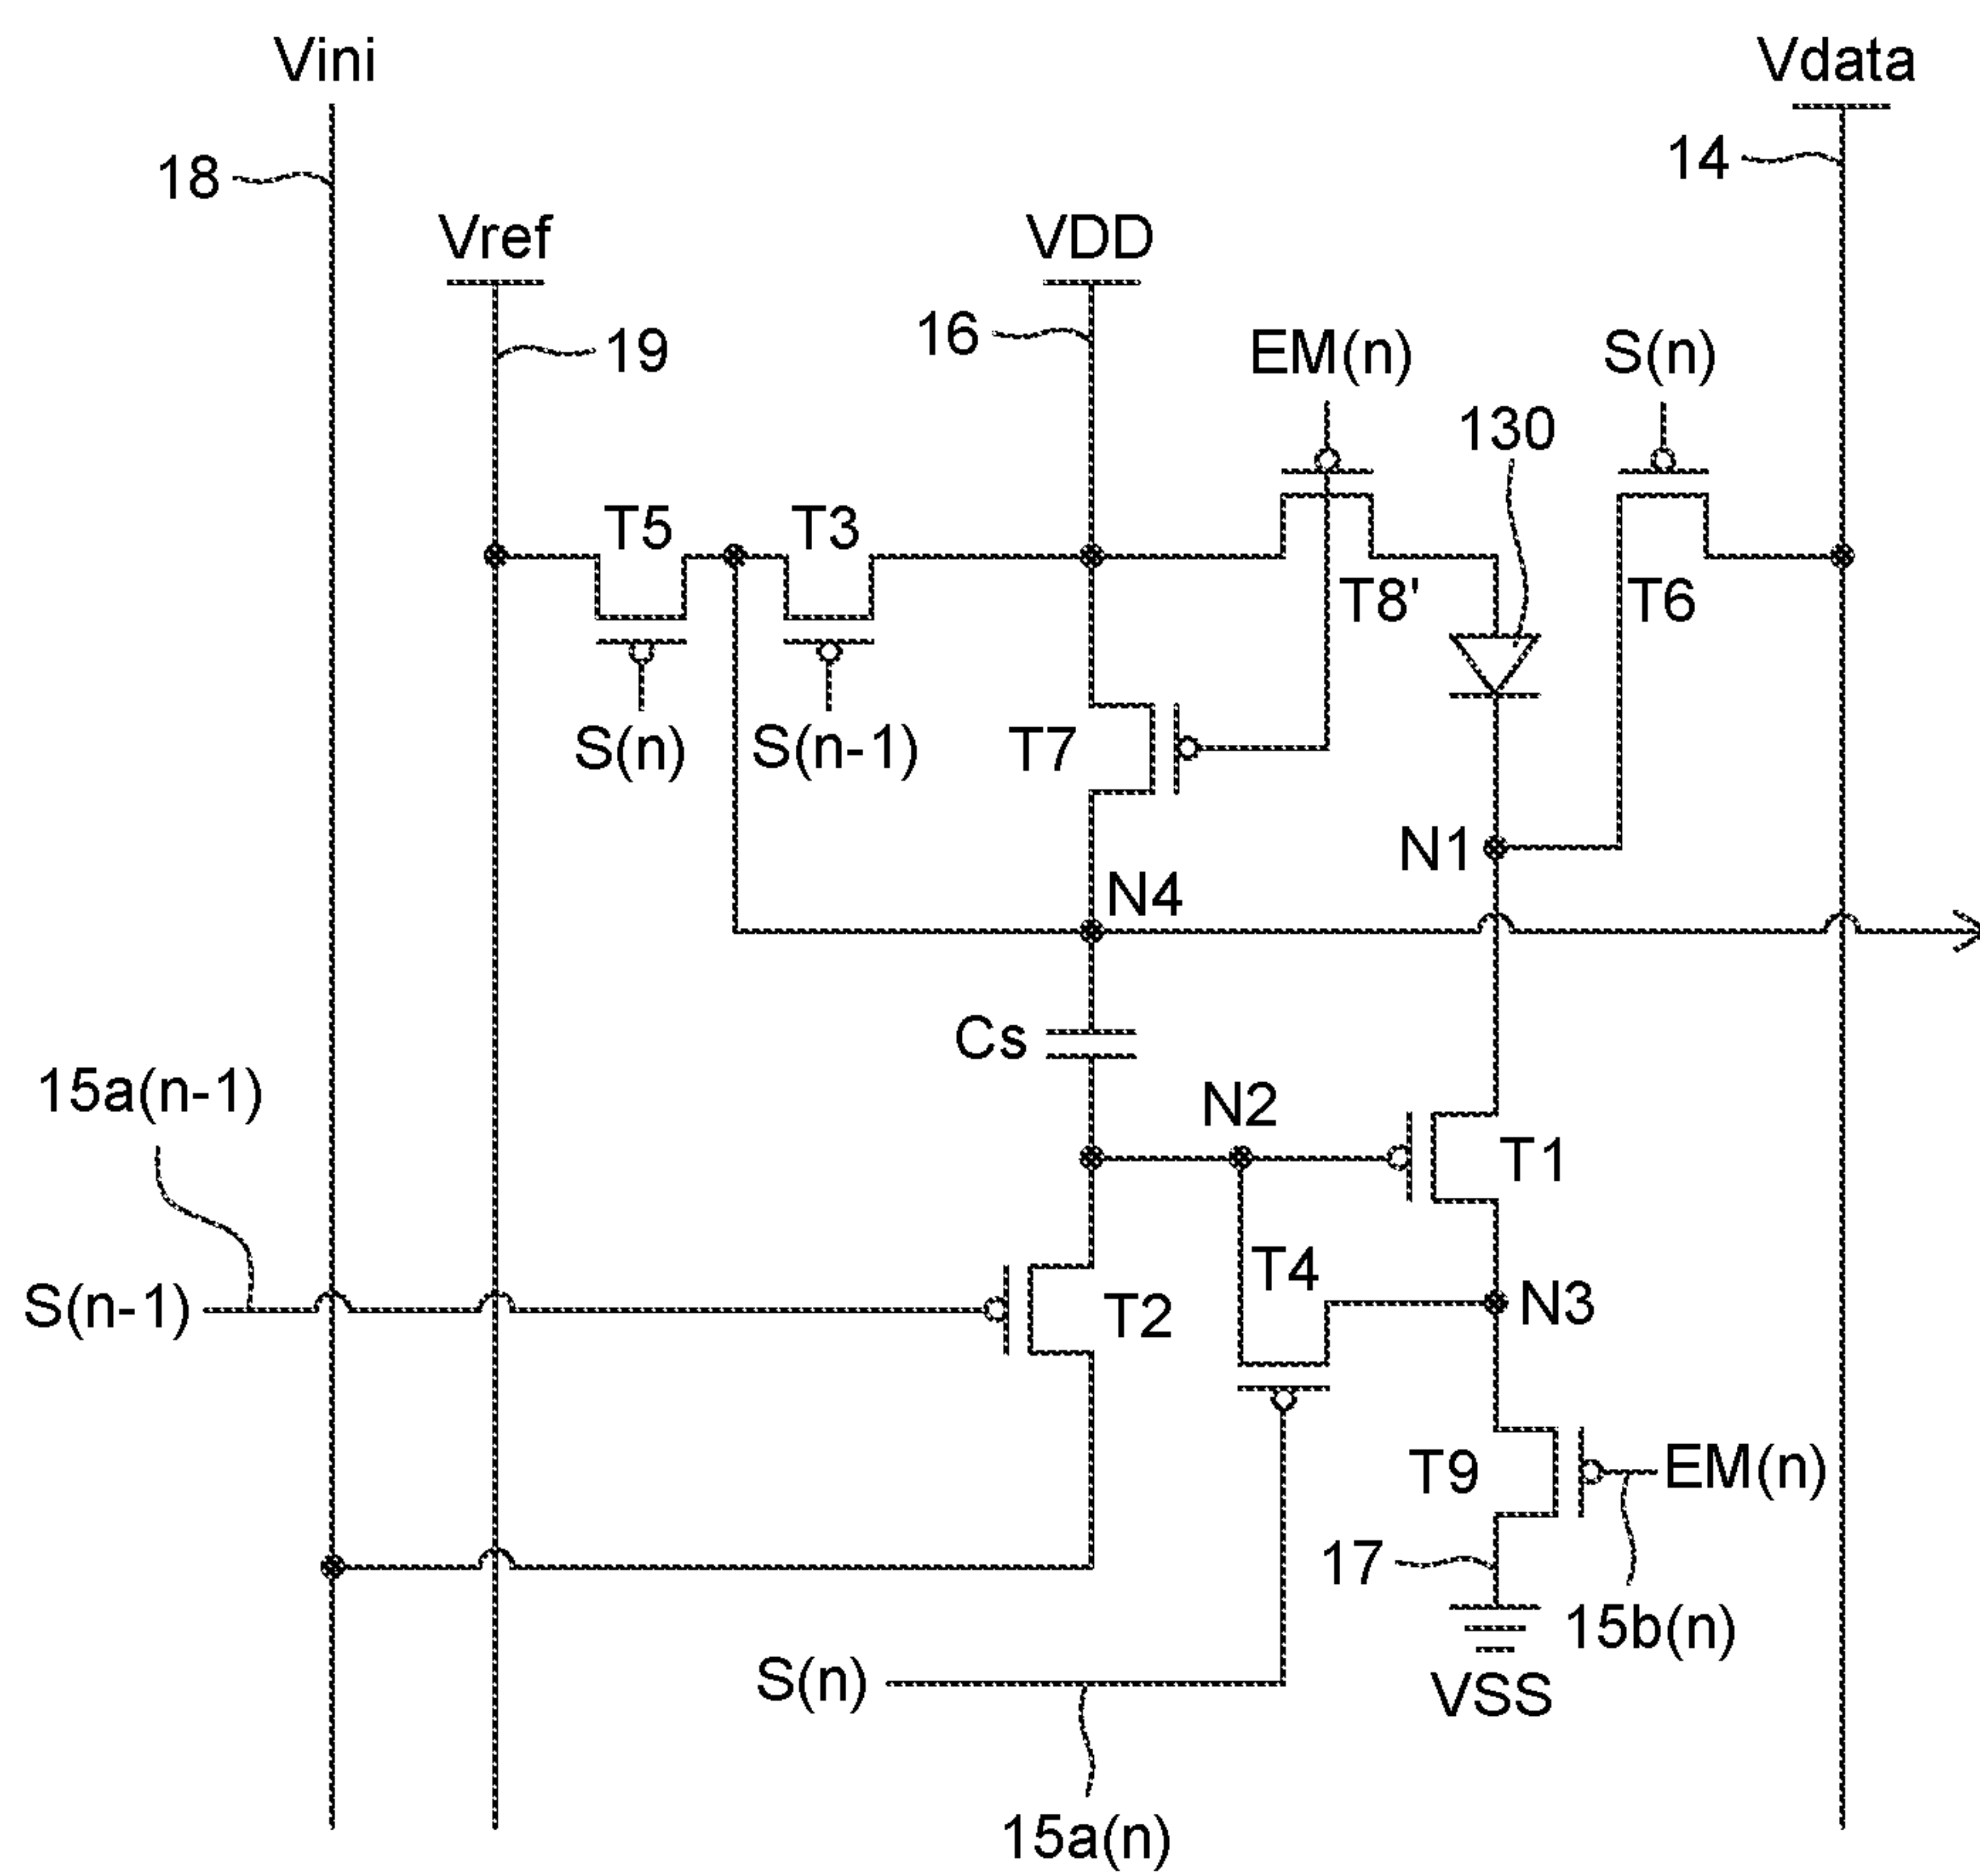 Vini
Vdata
18
14
Vref
VDD
19
16
EM(n)
S(n)
130
T5
T3
T8'
T6
S(n)
S(n-1)
T7
N1
N4
Cs
15a(n-1)
N2
T1
T4
S(n-1)
T2
N3
T9
EM(n)
17
15b(n)
S(n)
VSS
15a(n)